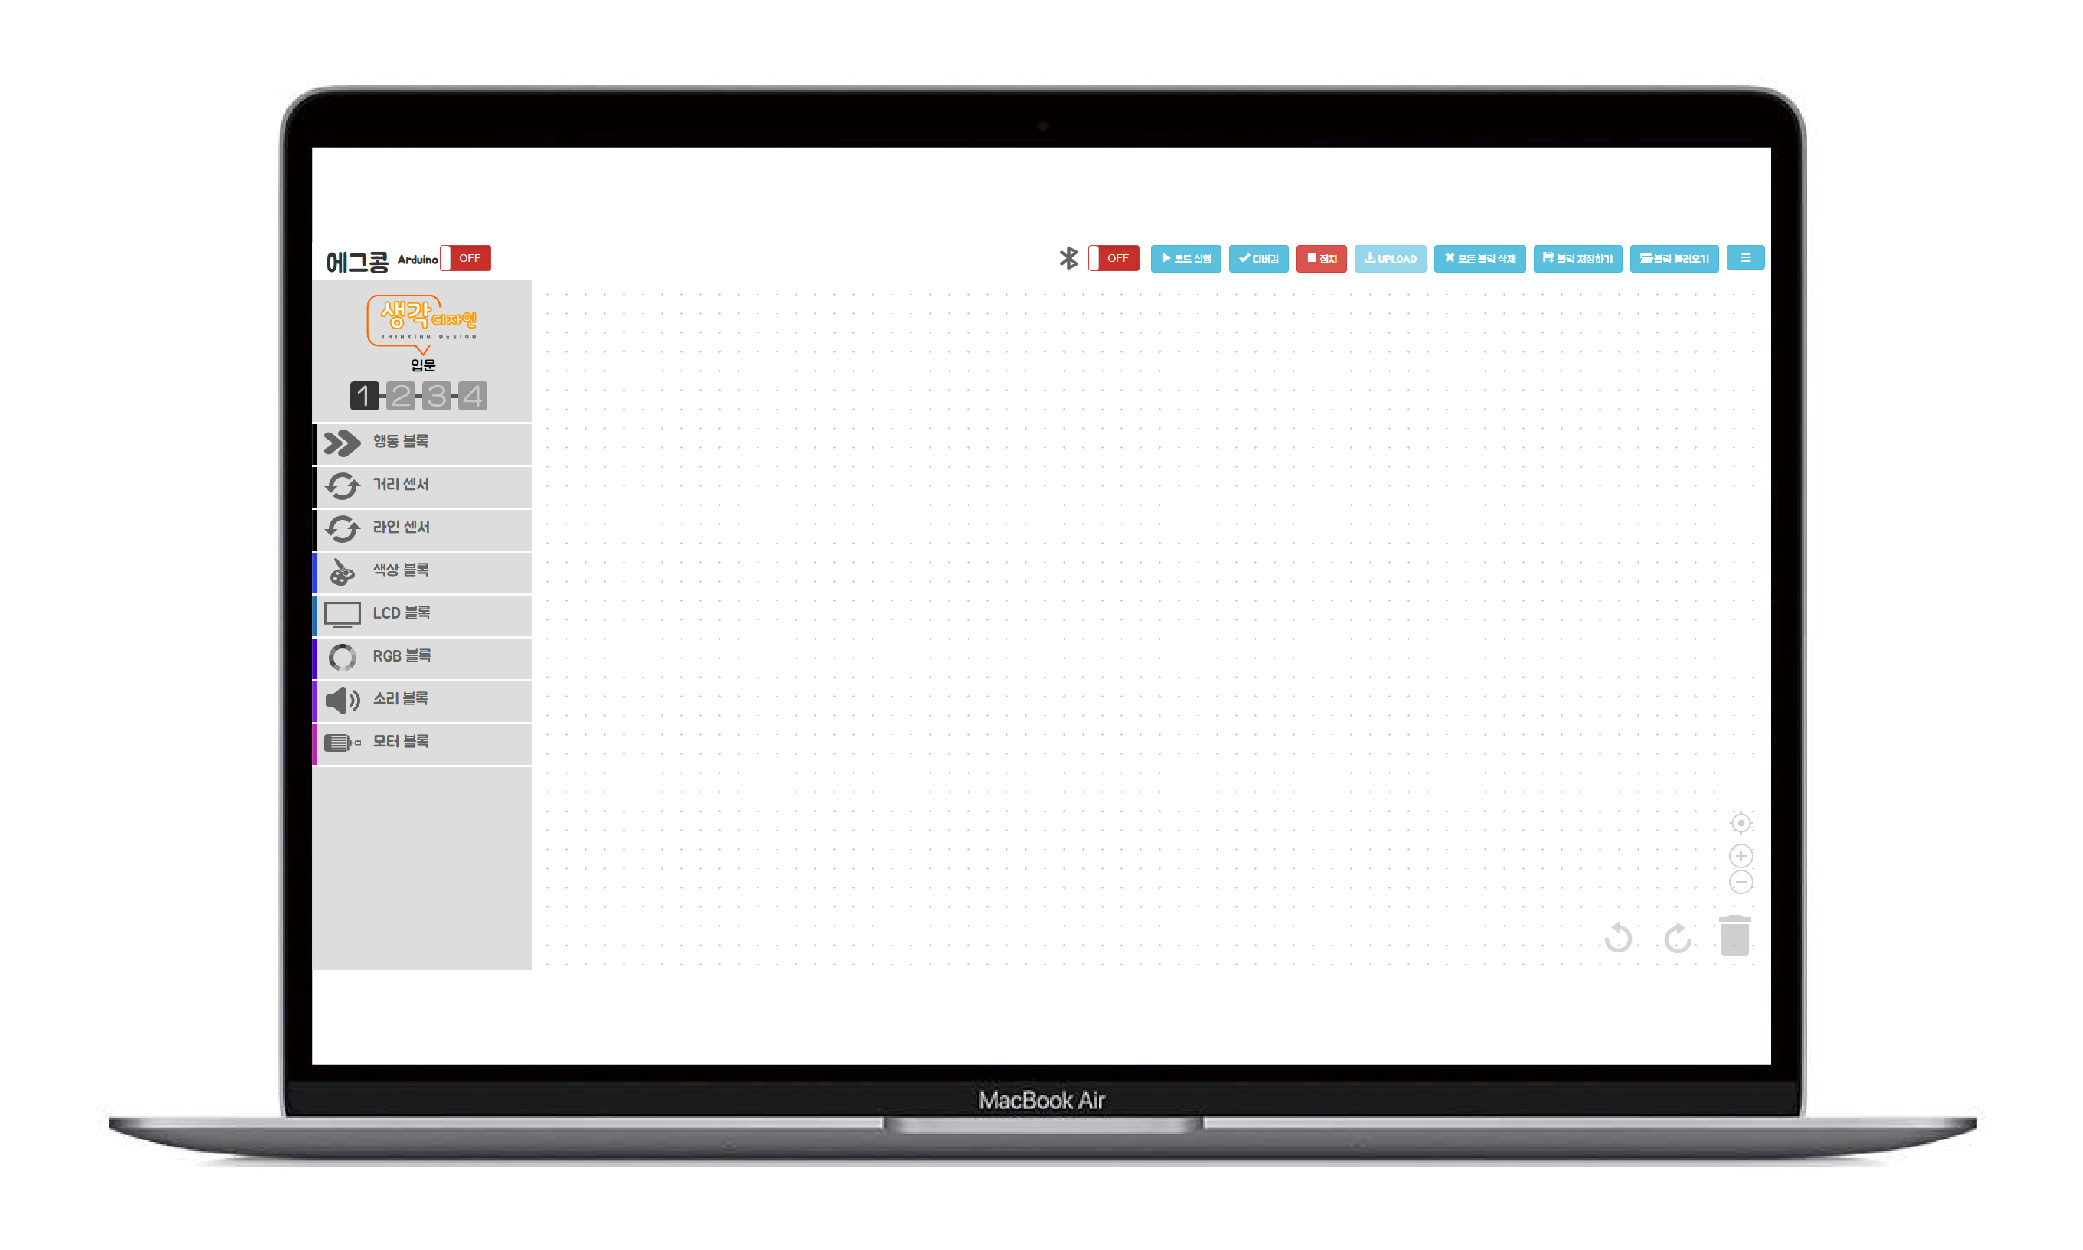 에그콩 Arduino OFF
OFF 코드 실행 디버깅 정지 UPLOAD 모든 블럭 삭제 블럭 저장하기 블럭 불러오기
생각디자인
THINKING DESIGN
입문
1 2 3 4
행동 블록
거리 센서
라인 센서
색상 블록
LCD 블록
RGB 블록
소리 블록
모터 블록
MacBook Air